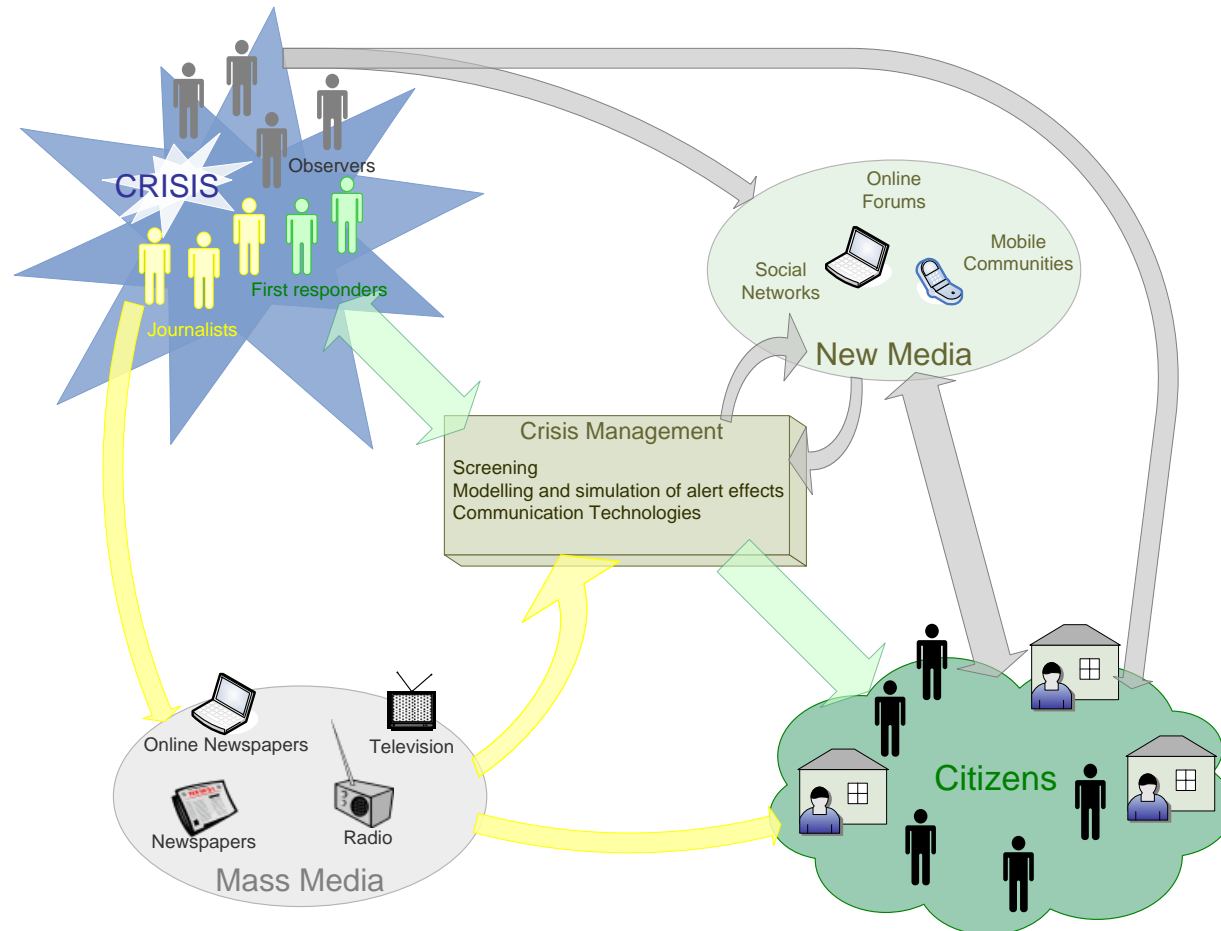 Observers
CRISIS
First responders
Journalists
Online
Forums
Mobile
Communities
Social
Networks
New Media
Crisis Management
Screening
Modelling and simulation of alert effects
Communication Technologies
Online Newspapers
Television
NEWS
Newspapers
Radio
Mass Media
Citizens